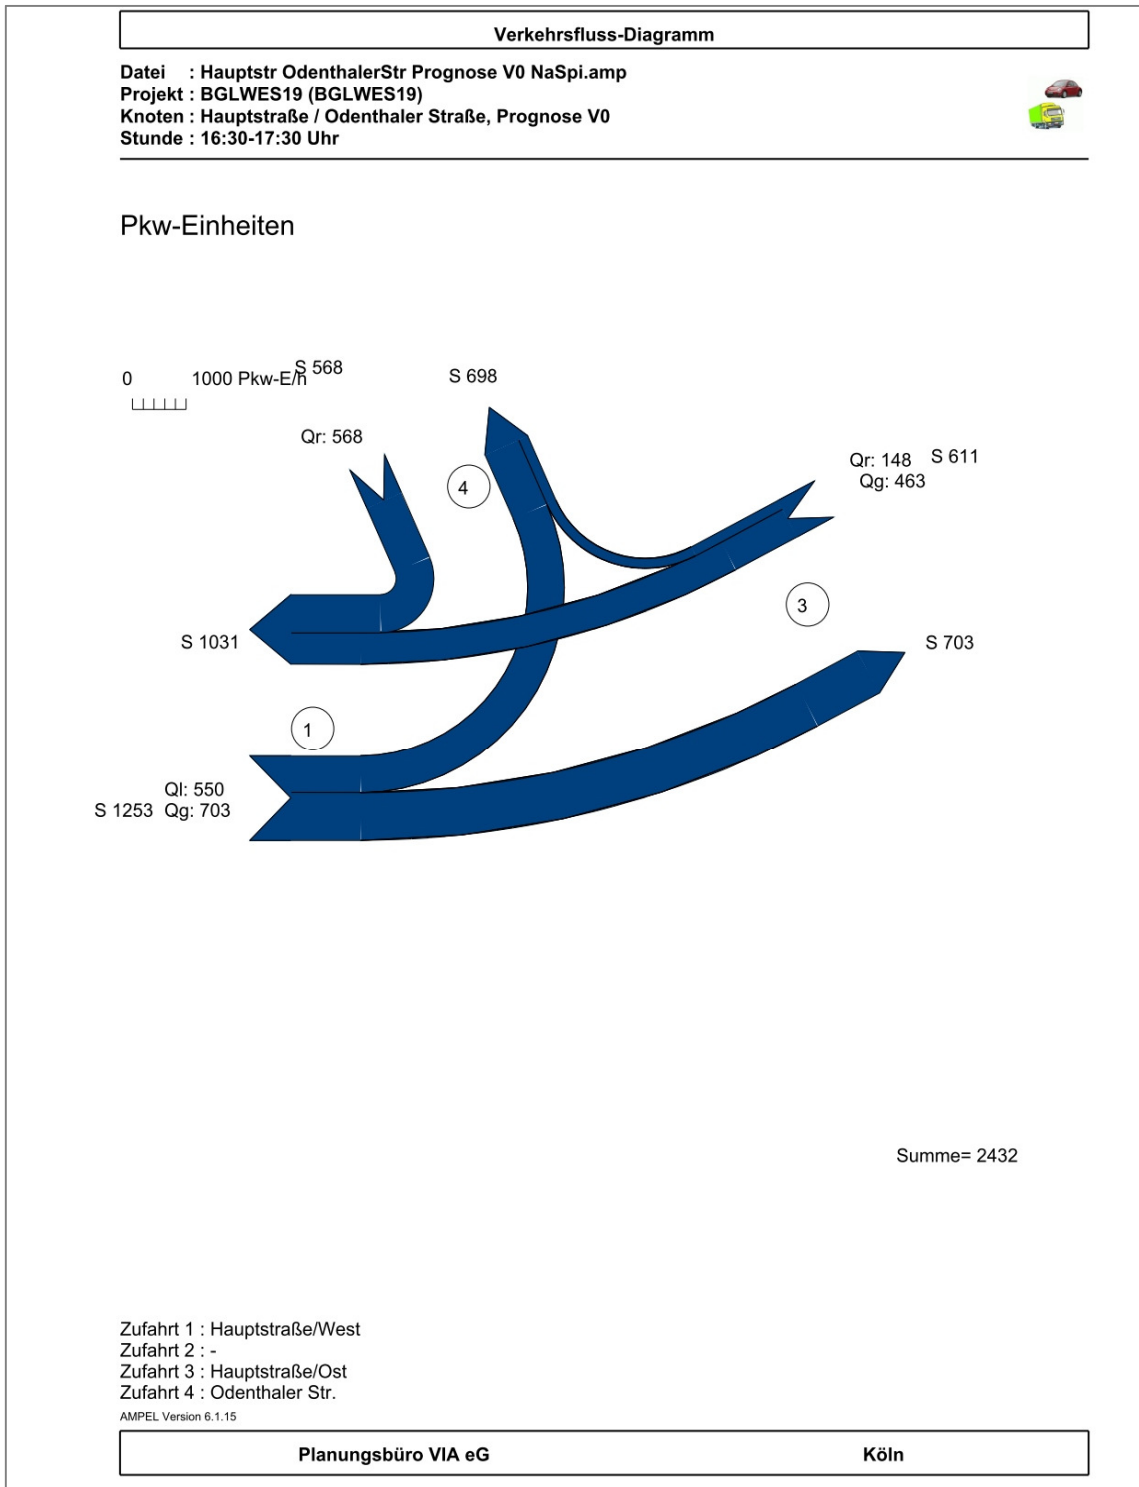 Verkehrsfluss-Diagramm
Datei : Hauptstr OdenthalerStr Prognose V0 NaSpi.amp
Projekt : BGLWES19 (BGLWES19)
Knoten : Hauptstraße / Odenthaler Straße, Prognose V0
Stunde : 16:30-17:30 Uhr
Pkw-Einheiten
0 1000 Pkw-E/h
S 568
S 698
Qr: 568
4
Qr: 148 S 611
Qg: 463
3
S 1031
S 703
1
Ql: 550
S 1253 Qg: 703
Summe= 2432
Zufahrt 1 : Hauptstraße/West
Zufahrt 2 : -
Zufahrt 3 : Hauptstraße/Ost
Zufahrt 4 : Odenthaler Str.
AMPEL Version 6.1.15
Planungsbüro VIA eG Köln